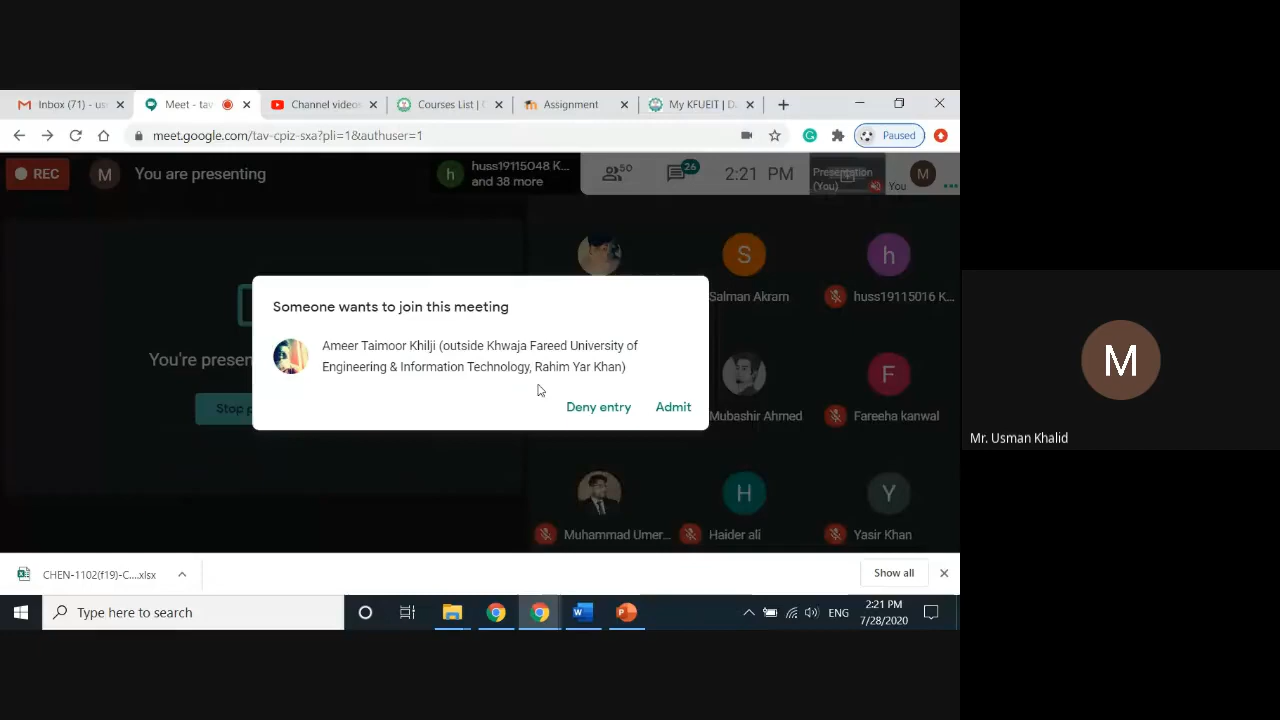 Inbox (71) - us
Meet - tav
Channel videos
Courses List | C
Assignment
My KFUEIT | D
meet.google.com/tav-cpiz-sxa?pli=1&authuser=1
Paused
REC
M
You are presenting
h
huss19115048 K...
and 38 more
50
26
2:21 PM
Presentation
(You)
You
M
S
h
Salman Akram
huss19115016 K...
Someone wants to join this meeting
Ameer Taimoor Khilji (outside Khwaja Fareed University of
Engineering & Information Technology, Rahim Yar Khan)
Deny entry
Admit
You're presen
Stop p
F
Mubashir Ahmed
Fareeha kanwal
H
Y
Muhammad Umer...
Haider ali
Yasir Khan
M
Mr. Usman Khalid
CHEN-1102(f19)-C....xlsx
Show all
Type here to search
ENG
2:21 PM
7/28/2020